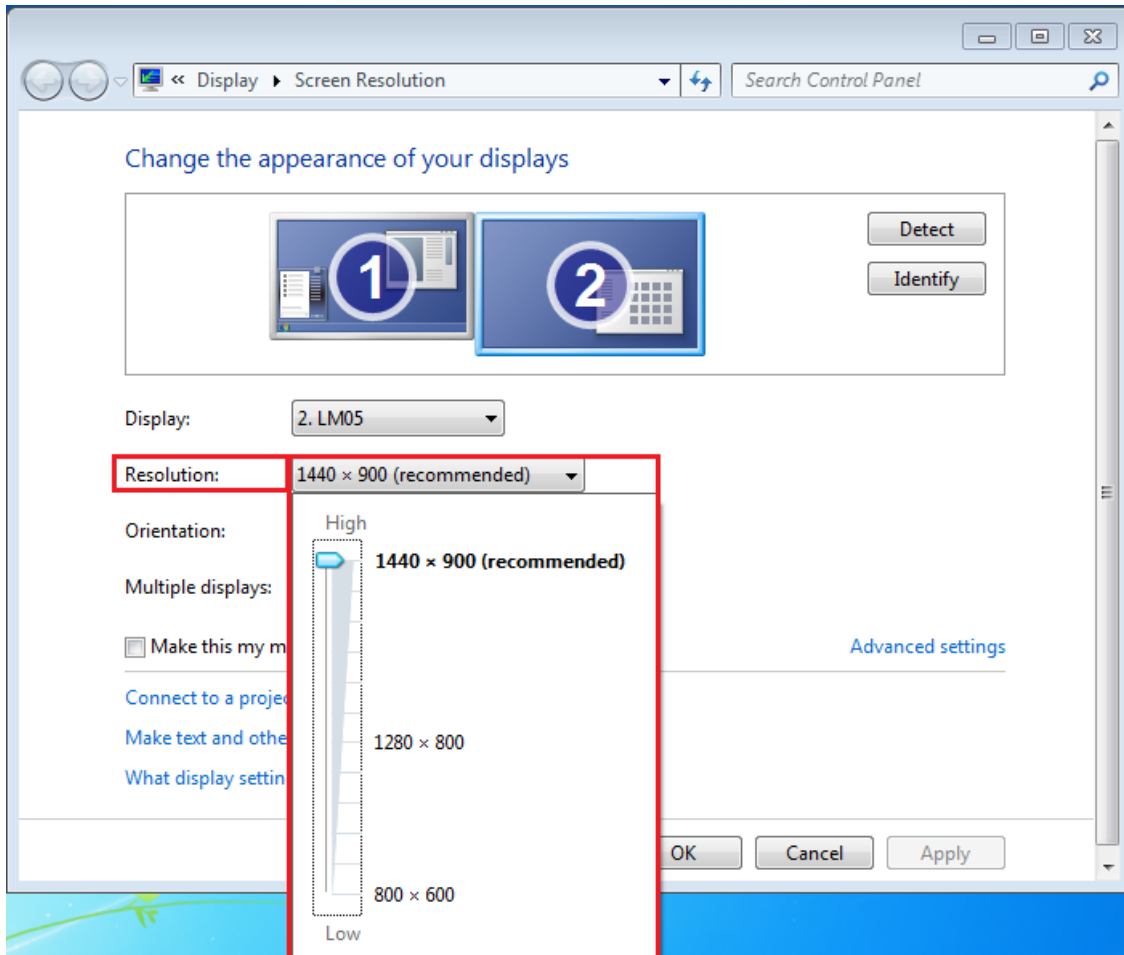 « Display ▸ Screen Resolution Search Control Panel
Change the appearance of your displays
1 2
Detect
Identify
Display: 2. LM05
Resolution: 1440 × 900 (recommended)
High
Orientation:
1440 × 900 (recommended)
Multiple displays:
Make this my m
Advanced settings
Connect to a projec
Make text and othe
1280 × 800
What display settin
OK Cancel Apply
800 × 600
Low